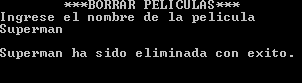 ***BORRAR PELICULAS***
Ingrese el nombre de la pelicula
Superman
Superman ha sido eliminada con exito.